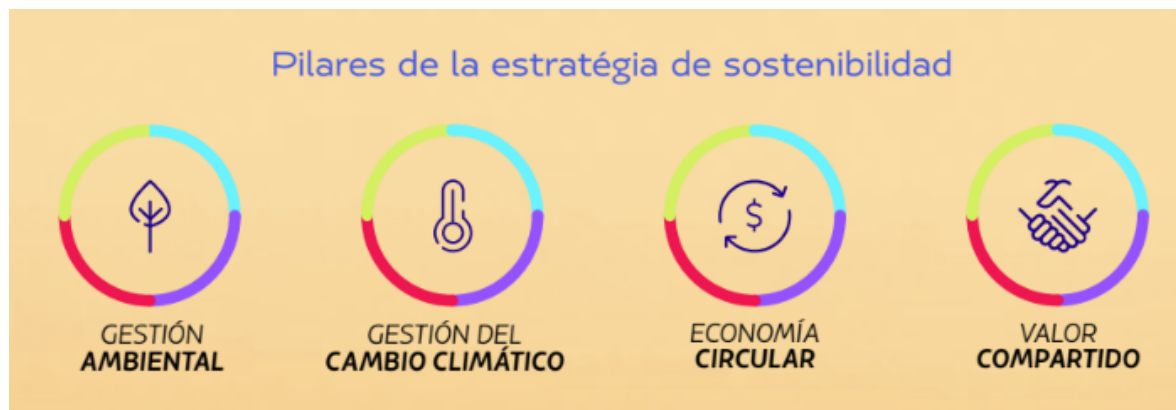 Pilares de la estratégia de sostenibilidad
GESTIÓN
AMBIENTAL
GESTIÓN DEL
CAMBIO CLIMÁTICO
$
ECONOMÍA
CIRCULAR
VALOR
COMPARTIDO